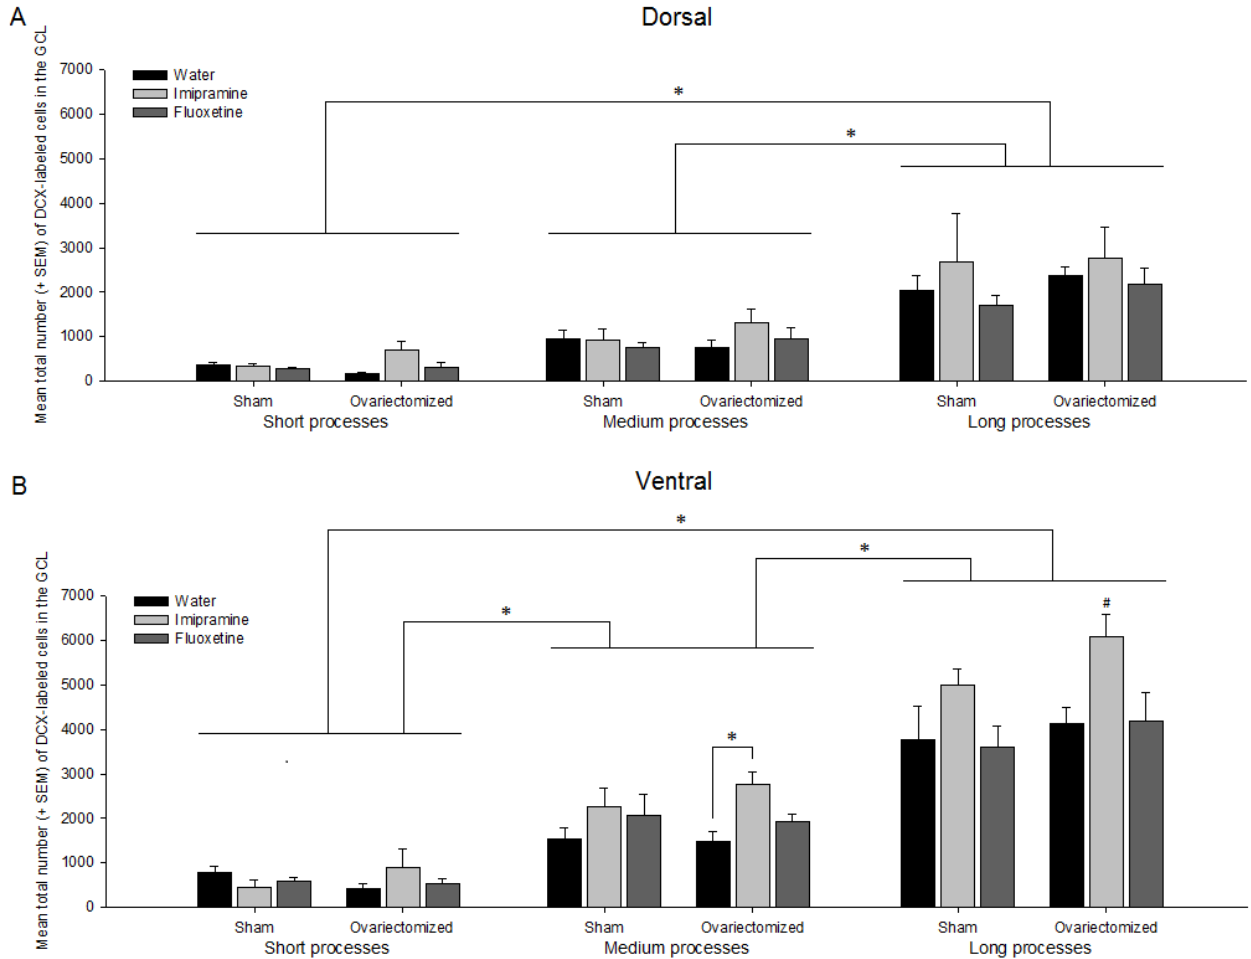 A
Dorsal
Mean total number (+ SEM) of DCX-labeled cells in the GCL
7000
6000
5000
4000
3000
2000
1000
0
Water
Imipramine
Fluoxetine
*
*
Sham
Ovariectomized
Sham
Ovariectomized
Sham
Ovariectomized
Short processes
Medium processes
Long processes
B
Ventral
Mean total number (+ SEM) of DCX-labeled cells in the GCL
7000
6000
5000
4000
3000
2000
1000
0
Water
Imipramine
Fluoxetine
*
*
*
*
#
Sham
Ovariectomized
Sham
Ovariectomized
Sham
Ovariectomized
Short processes
Medium processes
Long processes